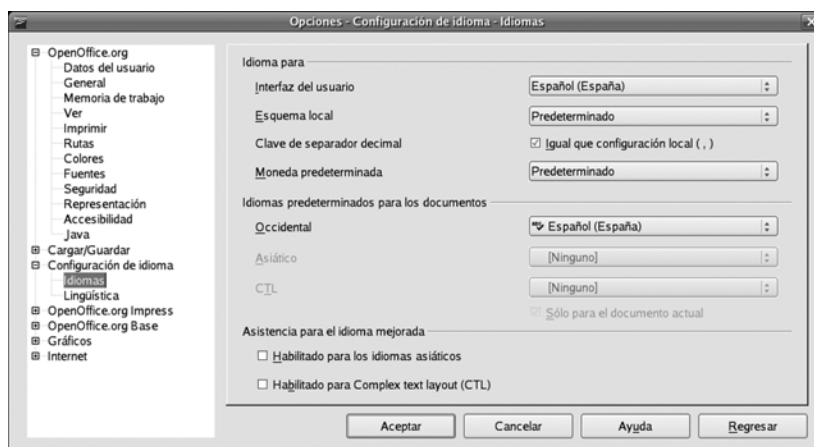 Opciones - Configuración de idioma - Idiomas
OpenOffice.org
Datos del usuario
General
Memoria de trabajo
Ver
Imprimir
Rutas
Colores
Fuentes
Seguridad
Representación
Accesibilidad
Java
Cargar/Guardar
Configuración de idioma
Idiomas
Lingüística
OpenOffice.org Impress
OpenOffice.org Base
Gráficos
Internet
Idioma para
Interfaz del usuario Español (España)
Esquema local Predeterminado
Clave de separador decimal Igual que configuración local ( , )
Moneda predeterminada Predeterminado
Idiomas predeterminados para los documentos
Occidental Español (España)
Asiático [Ninguno]
CTL [Ninguno]
Sólo para el documento actual
Asistencia para el idioma mejorada
Habilitado para los idiomas asiáticos
Habilitado para Complex text layout (CTL)
Aceptar Cancelar Ayuda Regresar